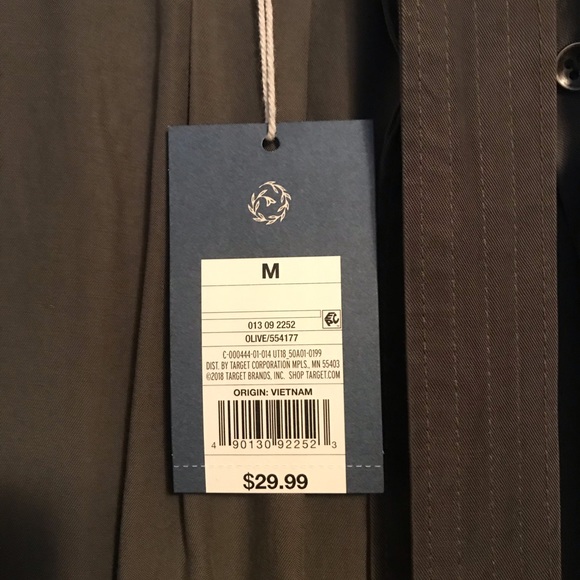 M
013 09 2252
OLIVE/554177
C-000444-01-014 UT18_50A01-0199
DIST. BY TARGET CORPORATION MPLS., MN 55403
©2018 TARGET BRANDS, INC. SHOP TARGET.COM
ORIGIN: VIETNAM
4 90130 92252 3
$29.99